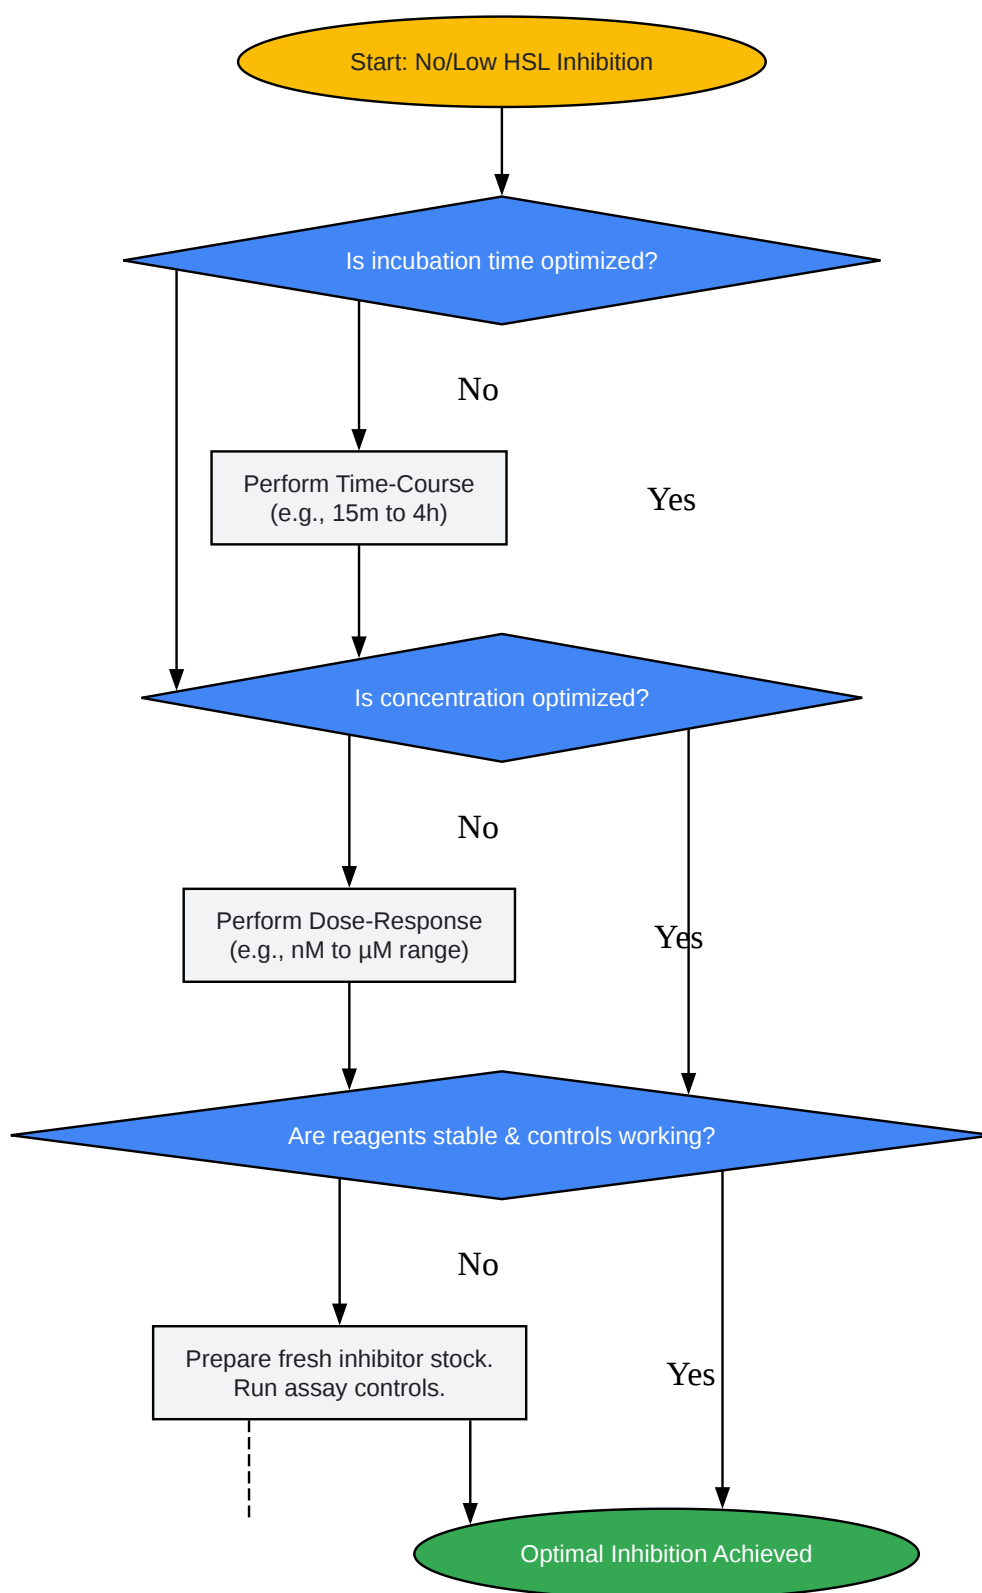 Start: No/Low HSL Inhibition
Is incubation time optimized?
No
Perform Time-Course
(e.g., 15m to 4h)
Yes
Is concentration optimized?
No
Perform Dose-Response
(e.g., nM to µM range)
Yes
Are reagents stable & controls working?
No
Prepare fresh inhibitor stock.
Run assay controls.
Yes
Optimal Inhibition Achieved